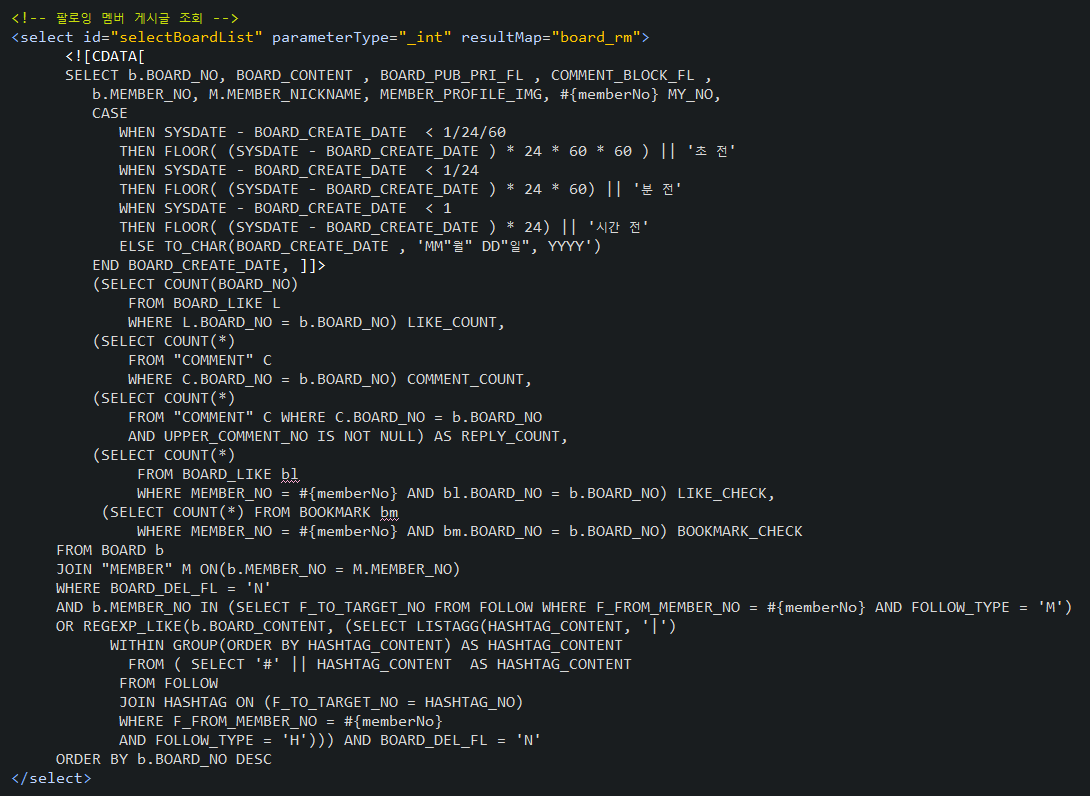 <!-- 팔로잉 멤버 게시글 조회 -->
<select id="selectBoardList" parameterType="_int" resultMap="board_rm">
<![CDATA[
SELECT b.BOARD_NO, BOARD_CONTENT , BOARD_PUB_PRI_FL , COMMENT_BLOCK_FL ,
b.MEMBER_NO, M.MEMBER_NICKNAME, MEMBER_PROFILE_IMG, #{memberNo} MY_NO,
CASE
WHEN SYSDATE - BOARD_CREATE_DATE  < 1/24/60
THEN FLOOR( (SYSDATE - BOARD_CREATE_DATE ) * 24 * 60 * 60 ) || '초 전'
WHEN SYSDATE - BOARD_CREATE_DATE  < 1/24
THEN FLOOR( (SYSDATE - BOARD_CREATE_DATE ) * 24 * 60) || '분 전'
WHEN SYSDATE - BOARD_CREATE_DATE  < 1
THEN FLOOR( (SYSDATE - BOARD_CREATE_DATE ) * 24) || '시간 전'
ELSE TO_CHAR(BOARD_CREATE_DATE , 'MM"월" DD"일", YYYY')
END BOARD_CREATE_DATE, ]]>
(SELECT COUNT(BOARD_NO)
FROM BOARD_LIKE L
WHERE L.BOARD_NO = b.BOARD_NO) LIKE_COUNT,
(SELECT COUNT(*)
FROM "COMMENT" C
WHERE C.BOARD_NO = b.BOARD_NO) COMMENT_COUNT,
(SELECT COUNT(*)
FROM "COMMENT" C WHERE C.BOARD_NO = b.BOARD_NO
AND UPPER_COMMENT_NO IS NOT NULL) AS REPLY_COUNT,
(SELECT COUNT(*)
FROM BOARD_LIKE bl
WHERE MEMBER_NO = #{memberNo} AND bl.BOARD_NO = b.BOARD_NO) LIKE_CHECK,
(SELECT COUNT(*) FROM BOOKMARK bm
WHERE MEMBER_NO = #{memberNo} AND bm.BOARD_NO = b.BOARD_NO) BOOKMARK_CHECK
FROM BOARD b
JOIN "MEMBER" M ON(b.MEMBER_NO = M.MEMBER_NO)
WHERE BOARD_DEL_FL = 'N'
AND b.MEMBER_NO IN (SELECT F_TO_TARGET_NO FROM FOLLOW WHERE F_FROM_MEMBER_NO = #{memberNo} AND FOLLOW_TYPE = 'M')
OR REGEXP_LIKE(b.BOARD_CONTENT, (SELECT LISTAGG(HASHTAG_CONTENT, '|')
WITHIN GROUP(ORDER BY HASHTAG_CONTENT) AS HASHTAG_CONTENT
FROM ( SELECT '#' || HASHTAG_CONTENT  AS HASHTAG_CONTENT
FROM FOLLOW
JOIN HASHTAG ON (F_TO_TARGET_NO = HASHTAG_NO)
WHERE F_FROM_MEMBER_NO = #{memberNo}
AND FOLLOW_TYPE = 'H'))) AND BOARD_DEL_FL = 'N'
ORDER BY b.BOARD_NO DESC
</select>